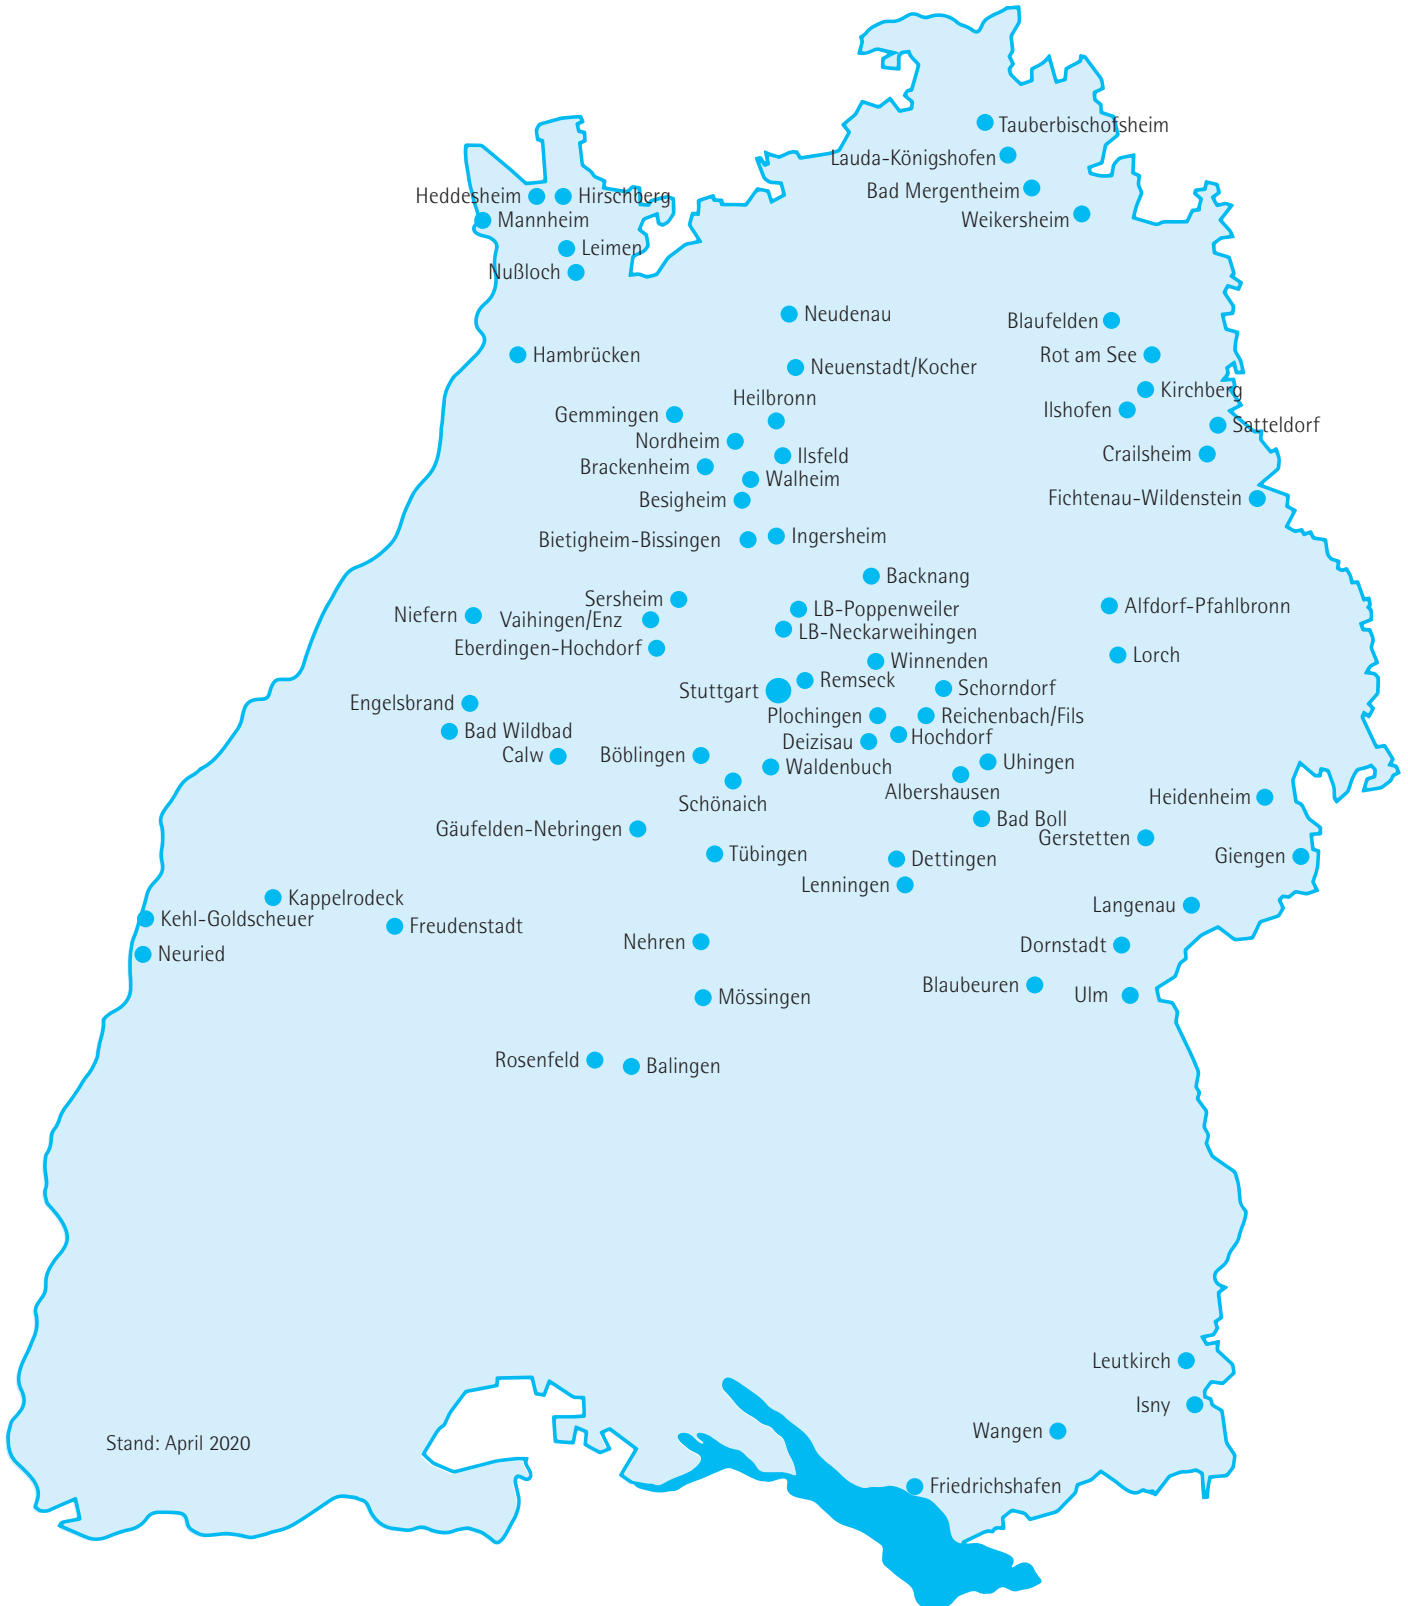 Tauberbischofsheim
Lauda-Königshofen
Bad Mergentheim
Weikersheim
Heddesheim
Hirschberg
Mannheim
Leimen
Nußloch
Neudenau
Blaufelden
Hambrücken
Rot am See
Neuenstadt/Kocher
Kirchberg
Heilbronn
Ilshofen
Gemmingen
Satteldorf
Nordheim
Ilsfeld
Crailsheim
Brackenheim
Walheim
Besigheim
Fichtenau-Wildenstein
Bietigheim-Bissingen
Ingersheim
Backnang
Sersheim
LB-Poppenweiler
Alfdorf-Pfahlbronn
Niefern
Vaihingen/Enz
LB-Neckarweihingen
Eberdingen-Hochdorf
Lorch
Winnenden
Remseck
Stuttgart
Schorndorf
Engelsbrand
Plochingen
Reichenbach/Fils
Bad Wildbad
Hochdorf
Deizisau
Calw
Böblingen
Uhingen
Waldenbuch
Albershausen
Schönaich
Heidenheim
Bad Boll
Gäufelden-Nebringen
Gerstetten
Tübingen
Dettingen
Giengen
Lenningen
Kappelrodeck
Langenau
Kehl-Goldscheuer
Freudenstadt
Nehren
Dornstadt
Neuried
Blaubeuren
Ulm
Mössingen
Rosenfeld
Balingen
Leutkirch
Isny
Wangen
Stand: April 2020
Friedrichshafen